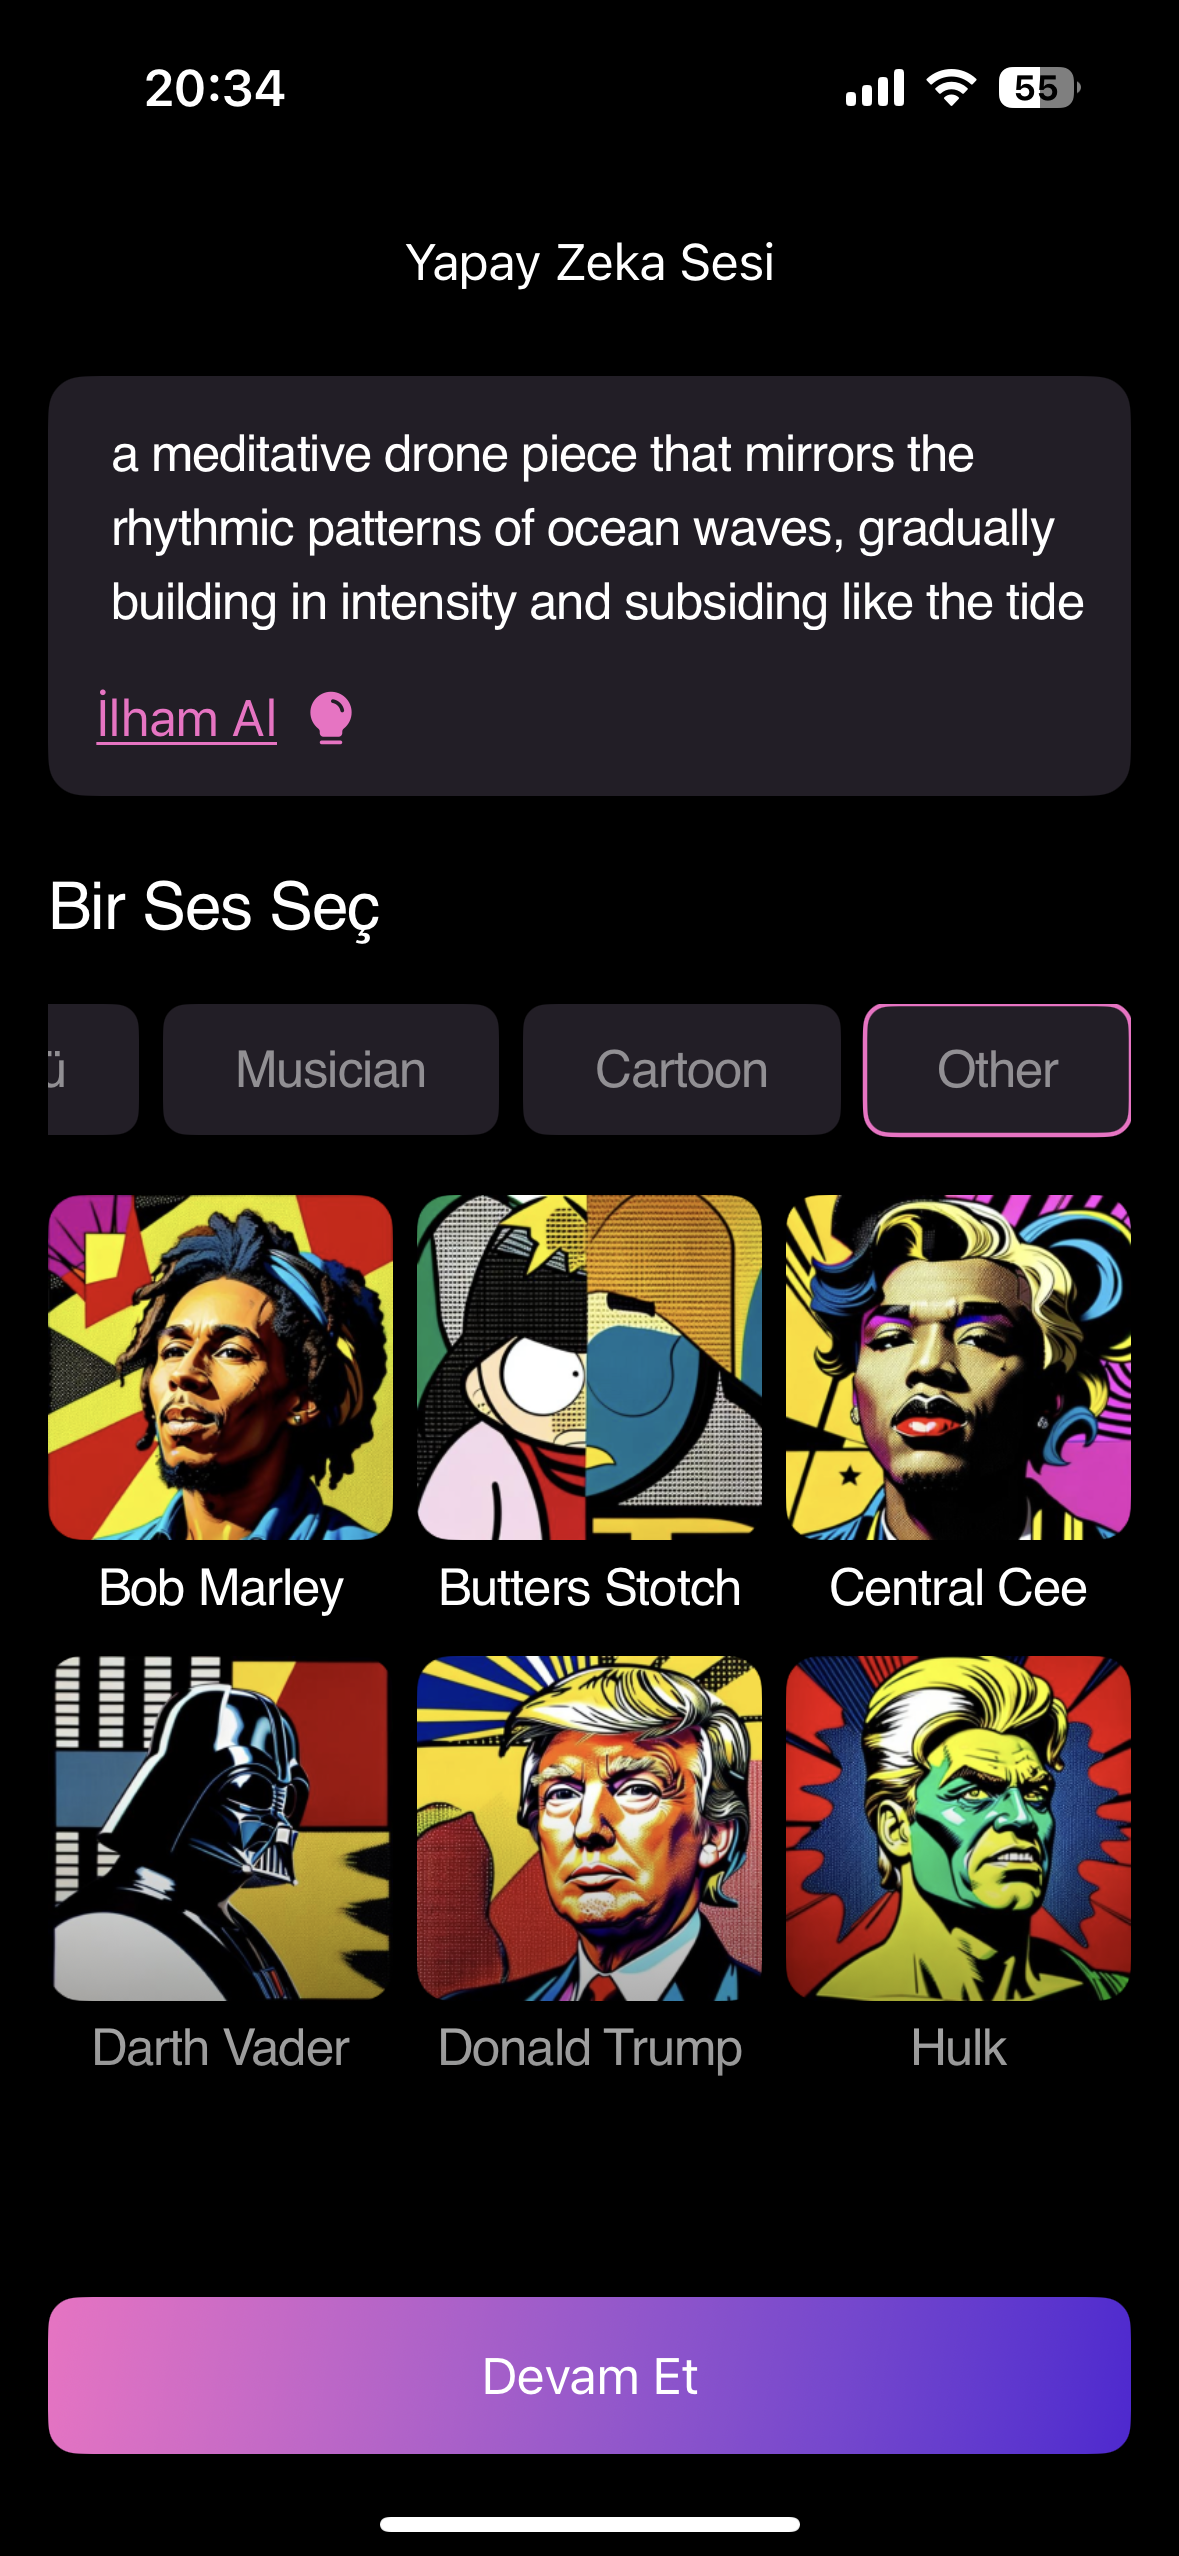 20:34
55
Yapay Zeka Sesi
a meditative drone piece that mirrors the
rhythmic patterns of ocean waves, gradually
building in intensity and subsiding like the tide
İlham Al
Bir Ses Seç
ü Musician Cartoon Other
Bob Marley Butters Stotch Central Cee
Darth Vader Donald Trump Hulk
Devam Et